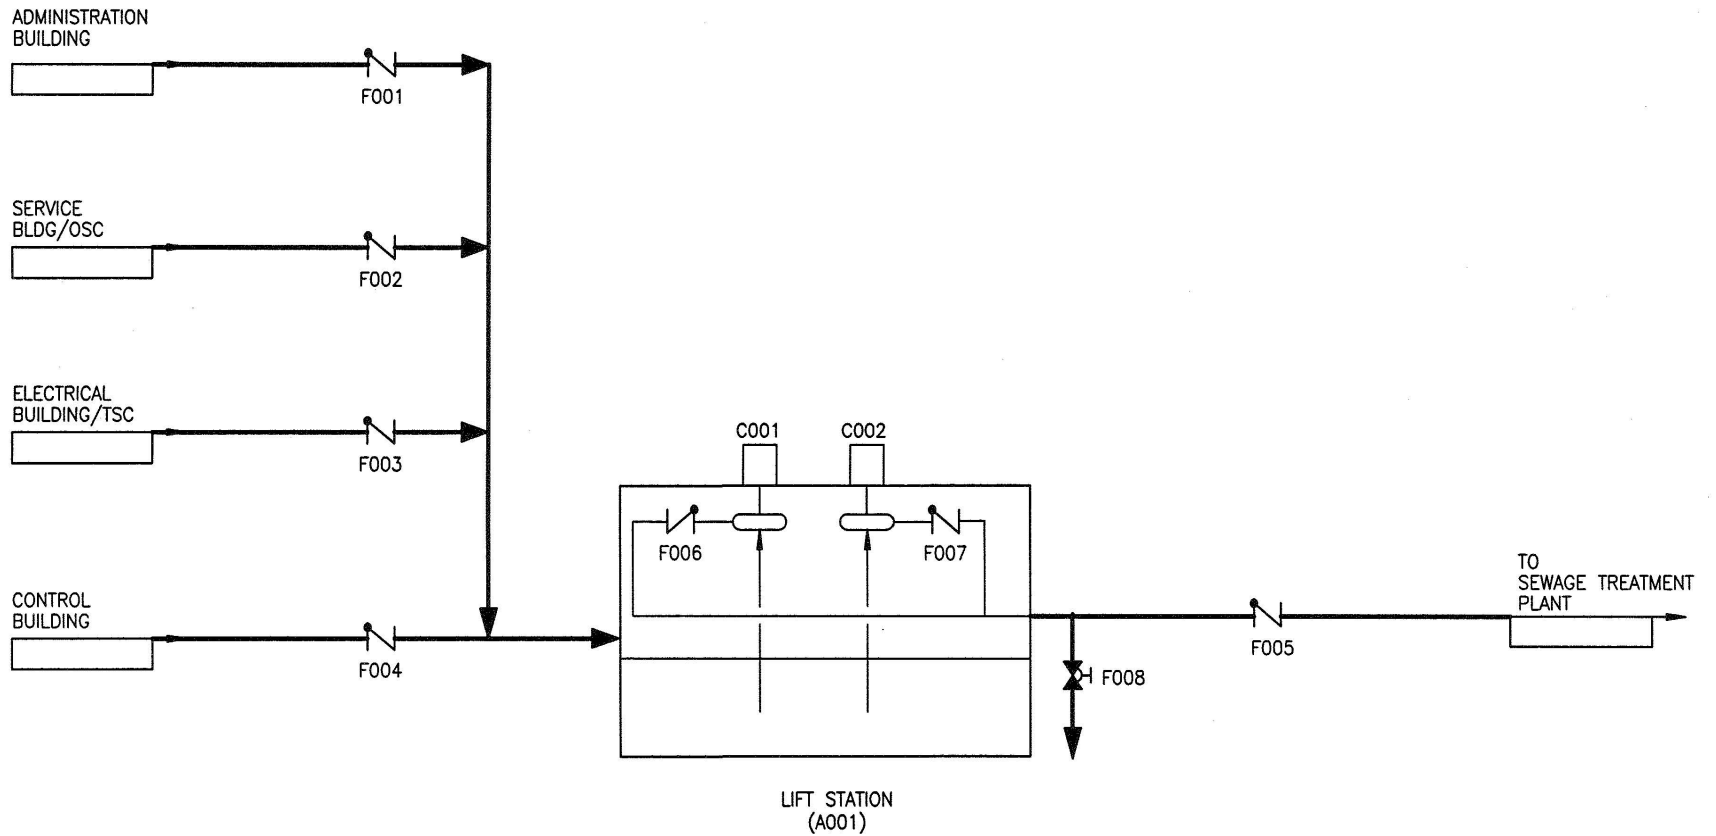 ADMINISTRATION
BUILDING
F001
SERVICE
BLDG/OSC
F002
ELECTRICAL
BUILDING/TSC
F003
C001
C002
F006
F007
CONTROL
BUILDING
F004
TO
SEWAGE TREATMENT
PLANT
F005
F008
LIFT STATION
(A001)